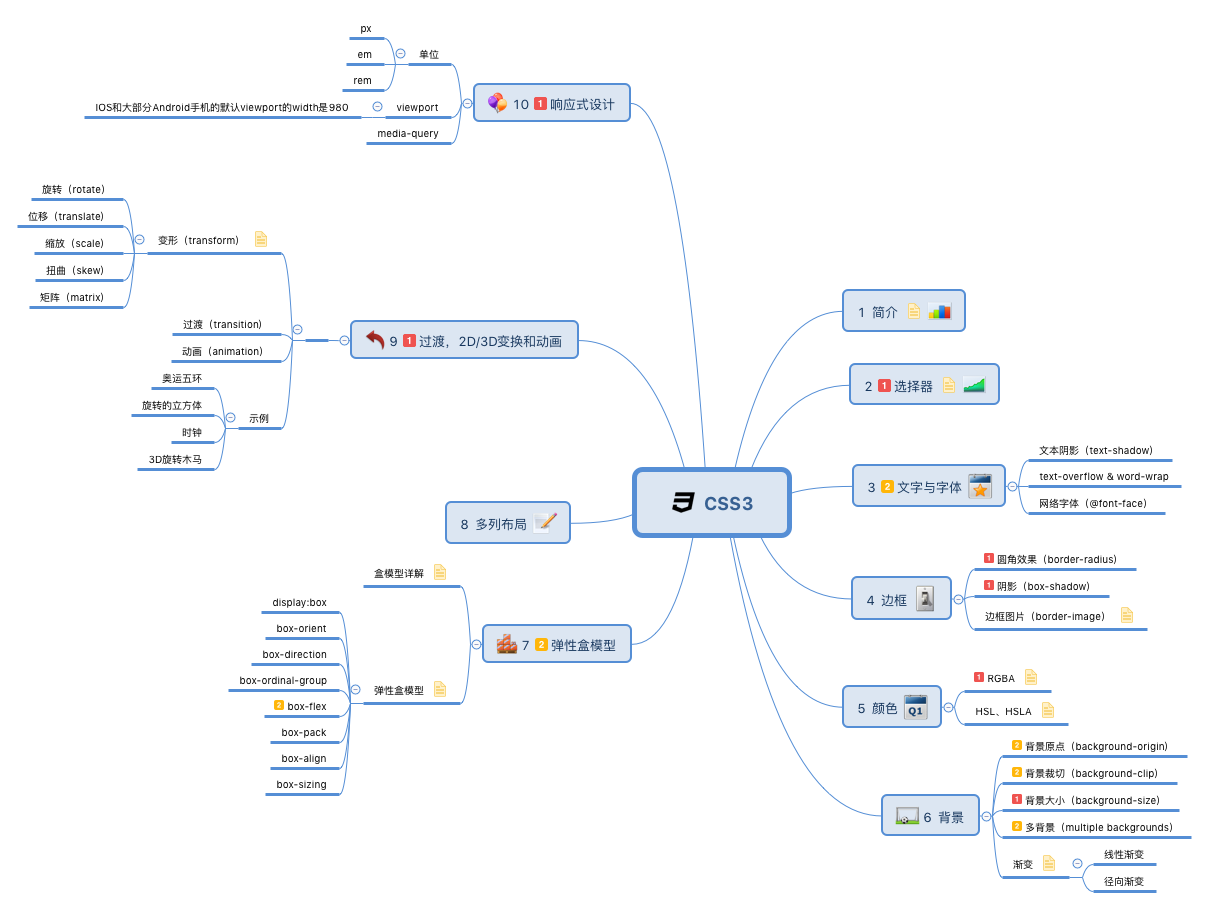 CSS3
1 简介
2 1 选择器
3 2 文字与字体
文本阴影（text-shadow)
text-overflow & word-wrap
网络字体（@font-face)
4 边框
1 圆角效果（border-radius)
1 阴影（box-shadow)
边框图片（border-image)
5 颜色 Q1
1 RGBA
HSL、HSLA
6 背景
2 背景原点（background-origin)
2 背景裁切（background-clip)
1 背景大小（background-size)
2 多背景（multiple backgrounds)
渐变
线性渐变
径向渐变
7 2 弹性盒模型
盒模型详解
弹性盒模型
display:box
box-orient
box-direction
box-ordinal-group
2 box-flex
box-pack
box-align
box-sizing
8 多列布局
9 1 过渡，2D/3D变换和动画
变形（transform)
旋转（rotate)
位移（translate)
缩放（scale)
扭曲（skew)
矩阵（matrix)
过渡（transition)
动画（animation)
示例
奥运五环
旋转的立方体
时钟
3D旋转木马
10 1 响应式设计
单位
px
em
rem
viewport
IOS和大部分Android手机的默认viewport的width是980
media-query